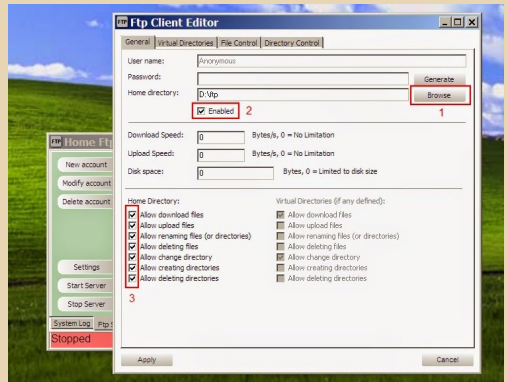 FTP Ftp Client Editor
General Virtual Directories File Control Directory Control
User name: Anonymous
Password: Generate
Home directory: D:\ftp Browse
Enabled 2 1
Download Speed: 0 Bytes/s, 0 = No Limitation
Upload Speed: 0 Bytes/s, 0 = No Limitation
Disk space: 0 Bytes, 0 = Limited to disk size
Home Directory: Virtual Directories (if any defined):
Allow download files Allow download files
Allow upload files Allow upload files
Allow renaming files (or directories) Allow renaming files (or directories)
Allow deleting files Allow deleting files
Allow change directory Allow change directory
Allow creating directories Allow creating directories
Allow deleting directories Allow deleting directories
3
Apply Cancel
FTP Home Ft
New account
Modify account
Delete account
Settings
Start Server
Stop Server
System Log Ftp S
Stopped